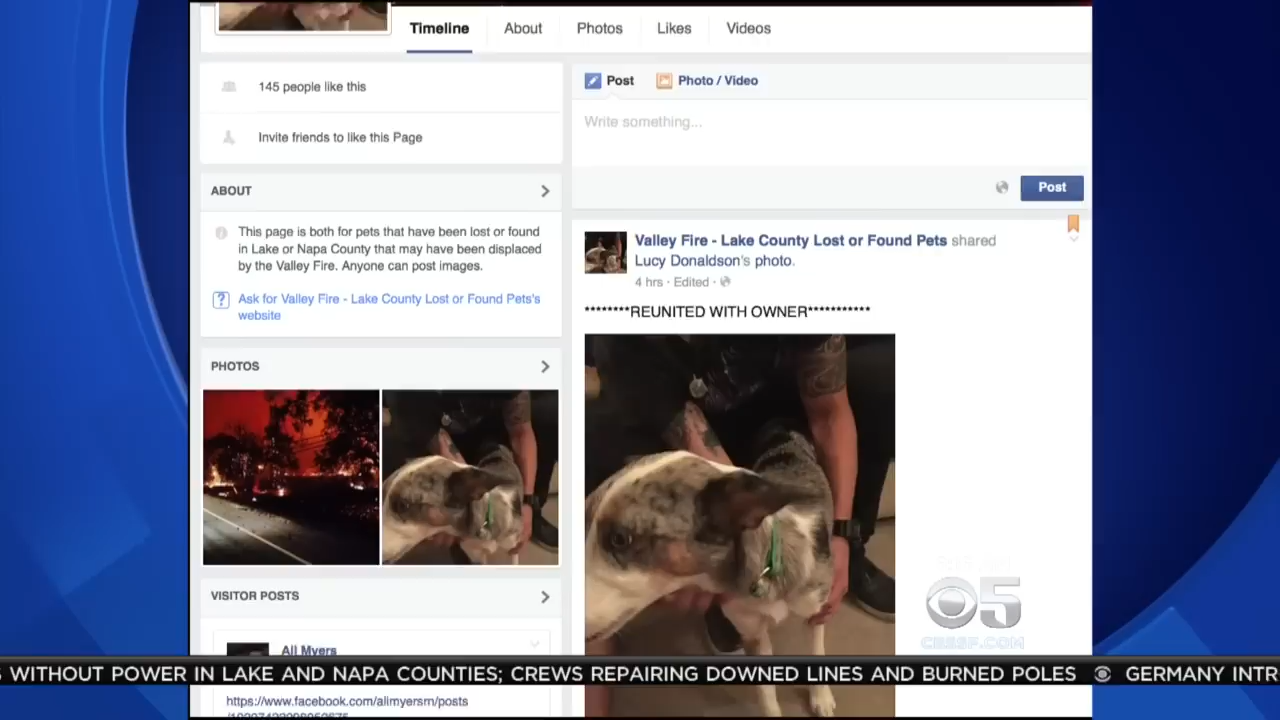 Timeline About Photos Likes Videos
145 people like this
Invite friends to like this Page
ABOUT
This page is both for pets that have been lost or found
in Lake or Napa County that may have been displaced
by the Valley Fire. Anyone can post images.
? Ask for Valley Fire - Lake County Lost or Found Pets's
website
PHOTOS
VISITOR POSTS
Ali Myers
https://www.facebook.com/alimyersrn/posts
Post Photo / Video
Write something...
Post
Valley Fire - Lake County Lost or Found Pets shared
Lucy Donaldson's photo.
4 hrs · Edited ·
********REUNITED WITH OWNER***********
5
CBSSF.COM
S WITHOUT POWER IN LAKE AND NAPA COUNTIES; CREWS REPAIRING DOWNED LINES AND BURNED POLES GERMANY INTR